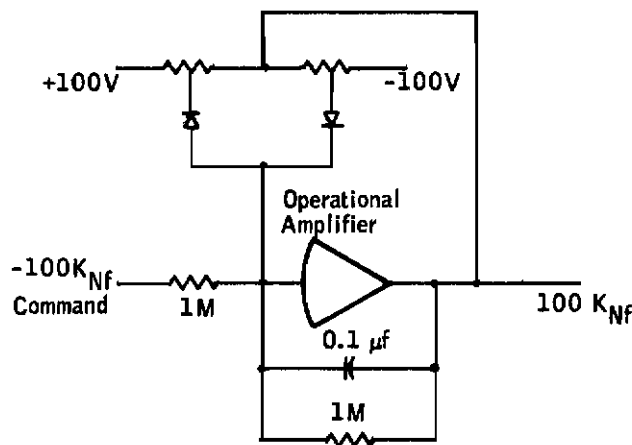 +100V
-100V
Operational
Amplifier
-100K_Nf
Command
1M
100 K_Nf
0.1 μf
1M